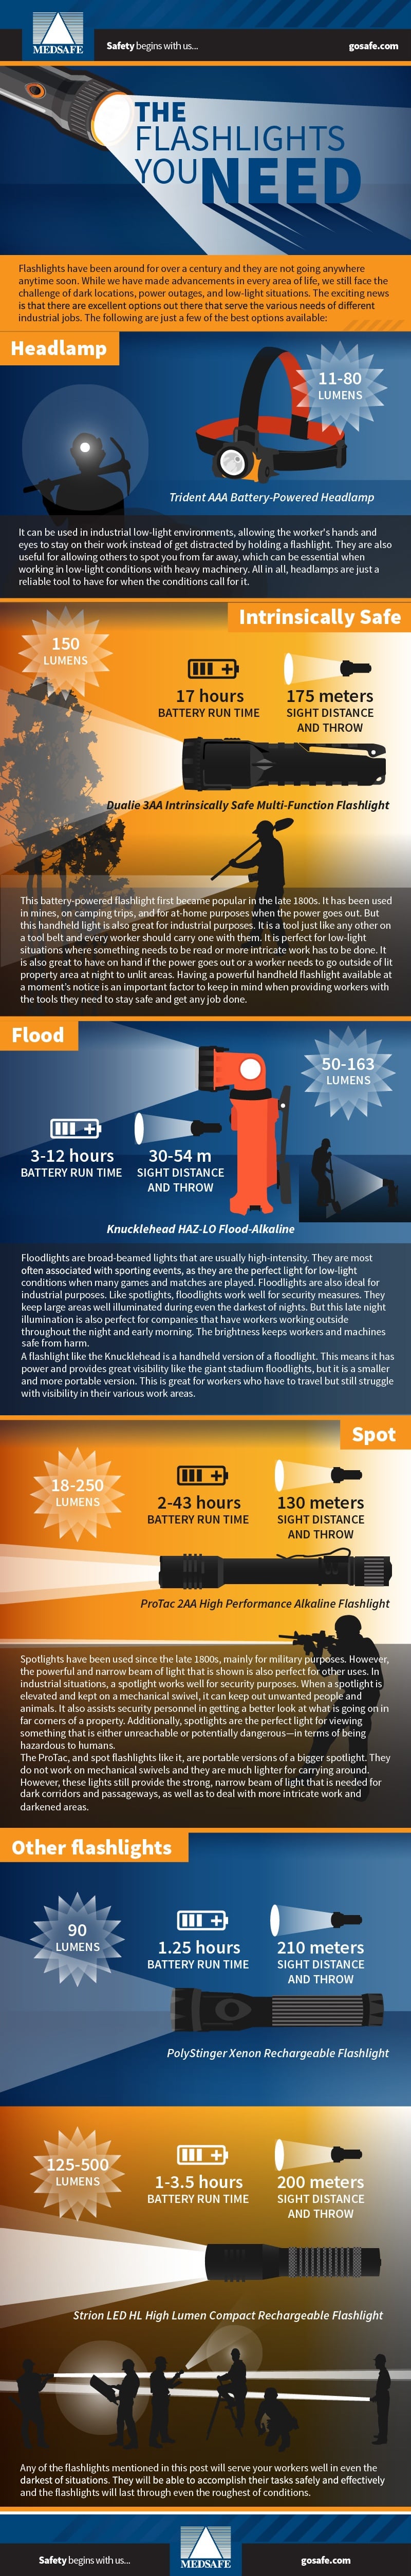 MEDSAFE
Safety begins with us...
gosafe.com
THE
FLASHLIGHTS
YOU NEED
Flashlights have been around for over a century and they are not going anywhere
anytime soon. While we have made advancements in every area of life, we still face the
challenge of dark locations, power outages, and low-light situations. The exciting news
is that there are excellent options out there that serve the various needs of different
industrial jobs. The following are just a few of the best options available:
Headlamp
11-80
LUMENS
Trident AAA Battery-Powered Headlamp
It can be used in industrial low-light environments, allowing the worker's hands and
eyes to stay on their work instead of get distracted by holding a flashlight. They are also
useful for allowing others to spot you from far away, which can be essential when
working in low-light conditions with heavy machinery. All in all, headlamps are just a
reliable tool to have for when the conditions call for it.
Intrinsically Safe
150
LUMENS
17 hours
BATTERY RUN TIME
175 meters
SIGHT DISTANCE
AND THROW
Dualie 3AA Intrinsically Safe Multi-Function Flashlight
This battery-powered flashlight first became popular in the late 1800s. It has been used
in mines, on camping trips, and for at-home purposes when the power goes out. But
this handheld light is also great for industrial purposes. It is a tool just like any other on
a tool belt and every worker should carry one with them. It is perfect for low-light
situations where something needs to be read or more intricate work has to be done. It
is also great to have on hand if the power goes out or a worker needs to go outside of lit
property area at night to unlit areas. Having a powerful handheld flashlight available at
a moment's notice is an important factor to keep in mind when providing workers with
the tools they need to stay safe and get any job done.
Flood
50-163
LUMENS
3-12 hours
BATTERY RUN TIME
30-54 m
SIGHT DISTANCE
AND THROW
Knucklehead HAZ-LO Flood-Alkaline
Floodlights are broad-beamed lights that are usually high-intensity. They are most
often associated with sporting events, as they are the perfect light for low-light
conditions when many games and matches are played. Floodlights are also ideal for
industrial purposes. Like spotlights, floodlights work well for security measures. They
keep large areas well illuminated during even the darkest of nights. But this late night
illumination is also perfect for companies that have workers working outside
throughout the night and early morning. The brightness keeps workers and machines
safe from harm.
A flashlight like the Knucklehead is a handheld version of a floodlight. This means it has
power and provides great visibility like the giant stadium floodlights, but it is a smaller
and more portable version. This is great for workers who have to travel but still struggle
with visibility in their various work areas.
Spot
18-250
LUMENS
2-43 hours
BATTERY RUN TIME
130 meters
SIGHT DISTANCE
AND THROW
ProTac 2AA High Performance Alkaline Flashlight
Spotlights have been used since the late 1800s, mainly for military purposes. However,
the powerful and narrow beam of light that is shown is also perfect for other uses. In
industrial situations, a spotlight works well for security purposes. When a spotlight is
elevated and kept on a mechanical swivel, it can keep out unwanted people and
animals. It also assists security personnel in getting a better look at what is going on in
far corners of a property. Additionally, spotlights are the perfect light for viewing
something that is either unreachable or potentially dangerous—in terms of being
hazardous to humans.
The ProTac, and spot flashlights like it, are portable versions of a bigger spotlight. They
do not work on mechanical swivels and they are much lighter for carrying around.
However, these lights still provide the strong, narrow beam of light that is needed for
dark corridors and passageways, as well as to deal with more intricate work and
darkened areas.
Other flashlights
90
LUMENS
1.25 hours
BATTERY RUN TIME
210 meters
SIGHT DISTANCE
AND THROW
PolyStinger Xenon Rechargeable Flashlight
125-500
LUMENS
1-3.5 hours
BATTERY RUN TIME
200 meters
SIGHT DISTANCE
AND THROW
Strion LED HL High Lumen Compact Rechargeable Flashlight
Any of the flashlights mentioned in this post will serve your workers well in even the
darkest of situations. They will be able to accomplish their tasks safely and effectively
and the flashlights will last through even the roughest of conditions.
Safety begins with us...
MEDSAFE
gosafe.com